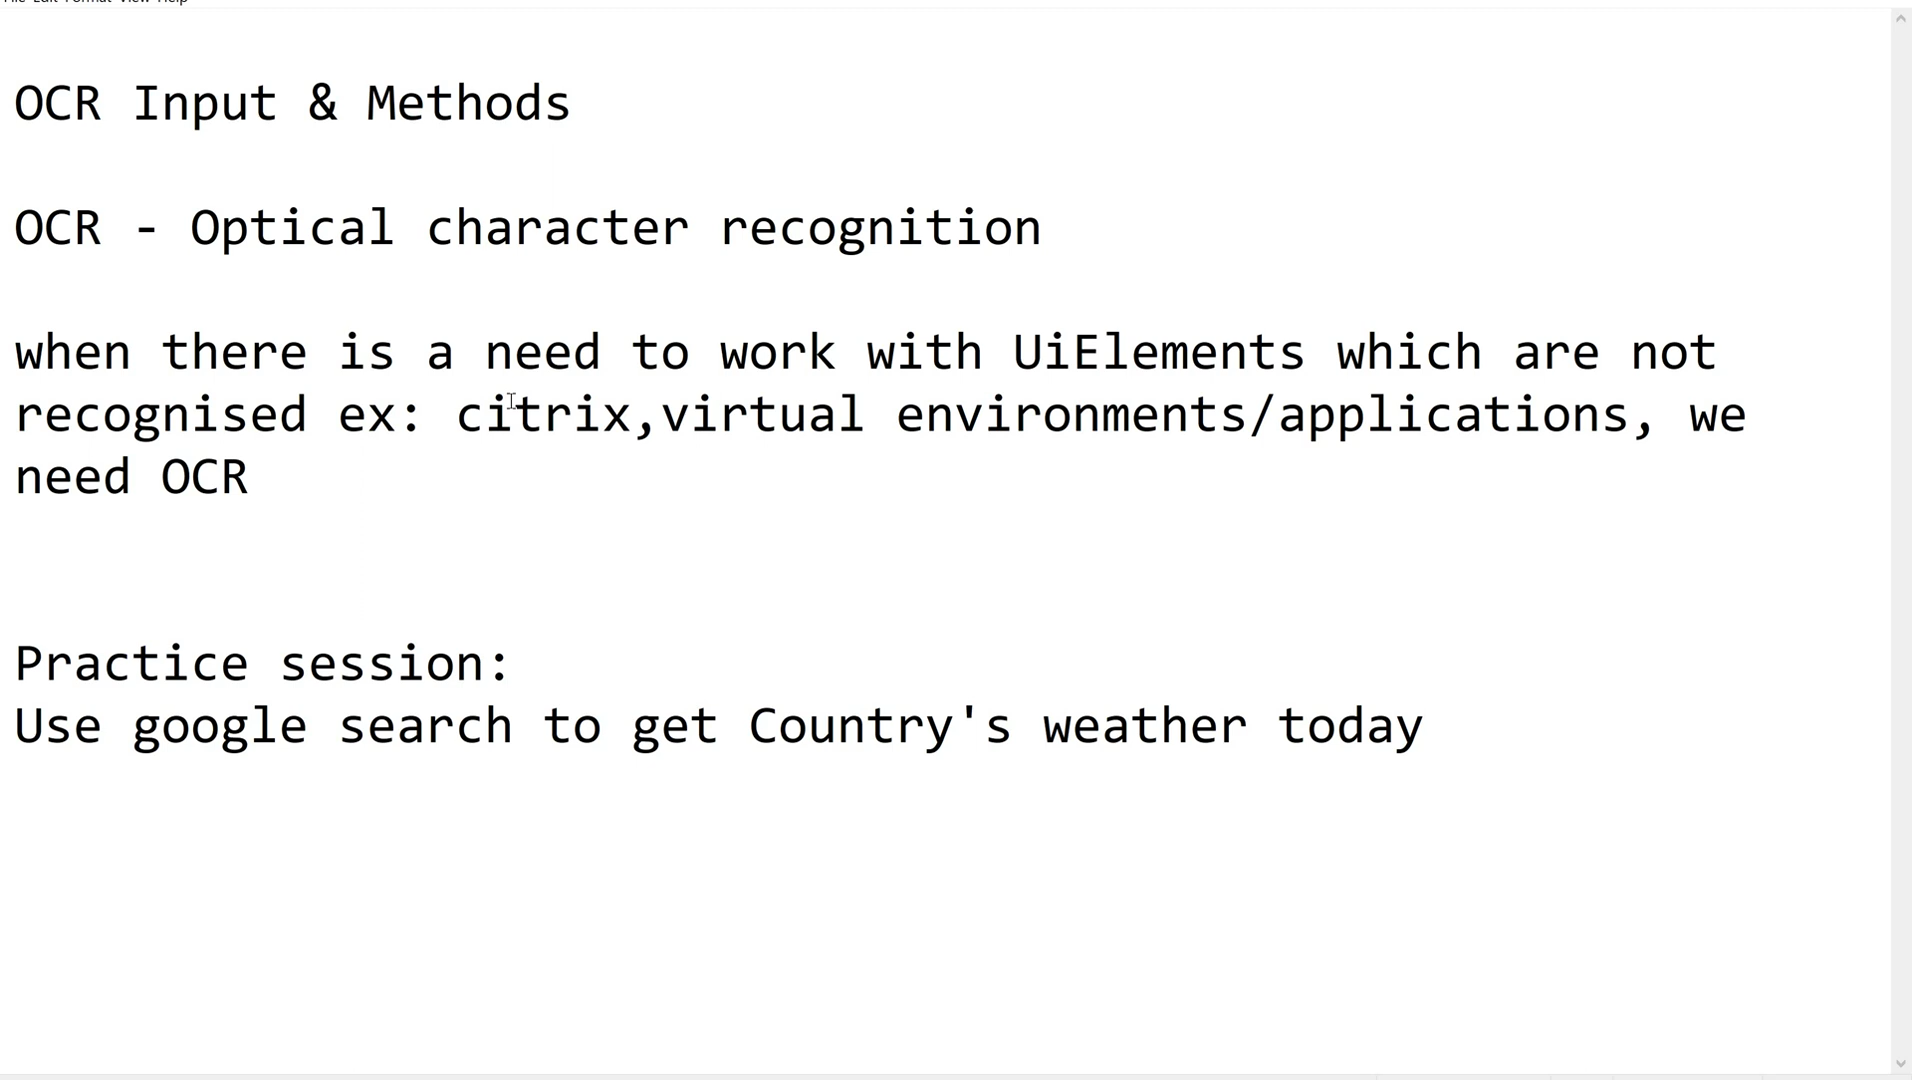 OCR Input & Methods
OCR - Optical character recognition
when there is a need to work with UiElements which are not
recognised ex: citrix,virtual environments/applications, we
need OCR
Practice session:
Use google search to get Country's weather today